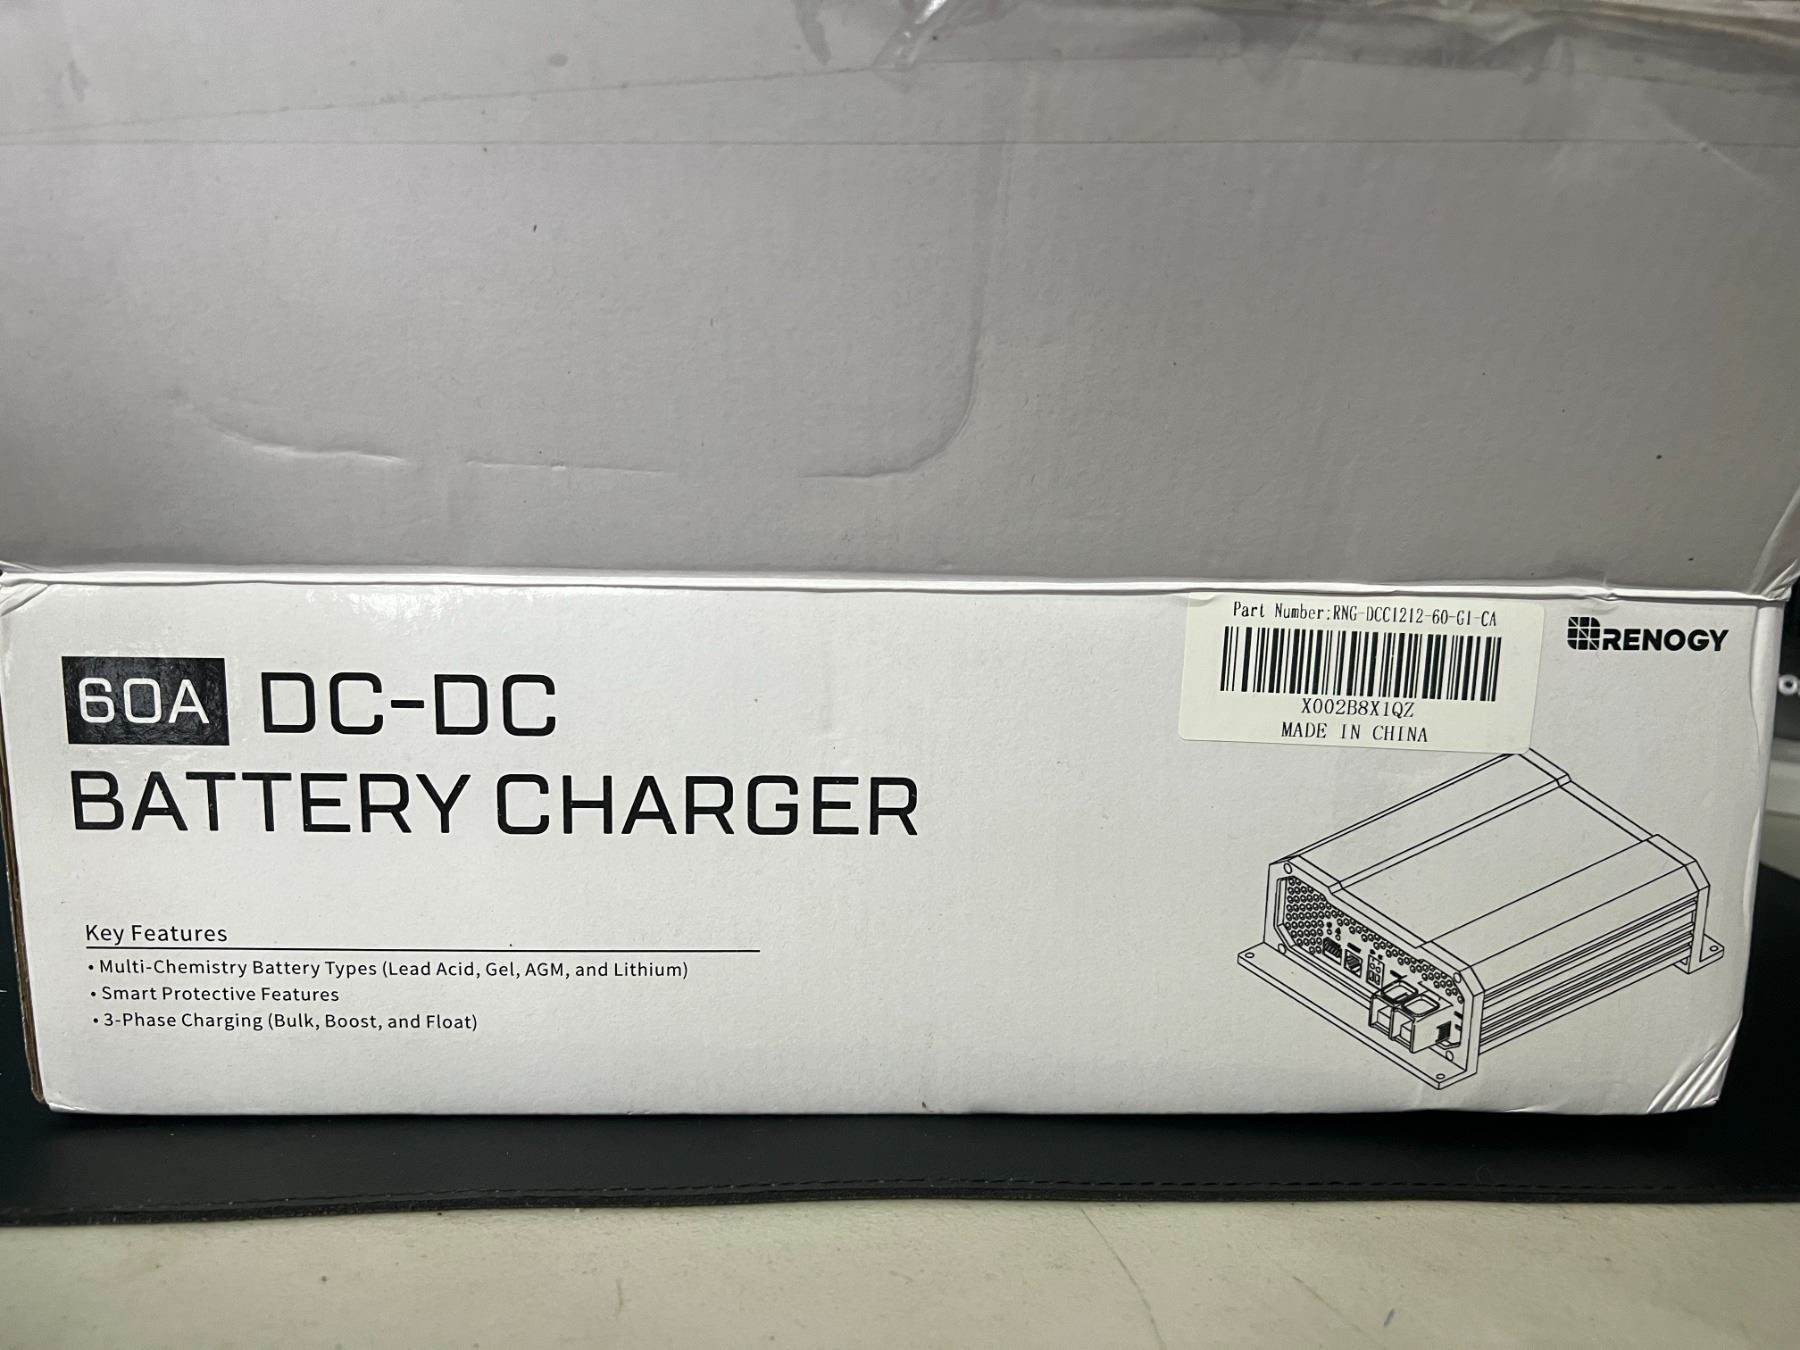 Part Number:RNG-DCC1212-60-G1-CA
X002B8X1QZ
MADE IN CHINA
RENOGY
60A DC-DC
BATTERY CHARGER
Key Features
• Multi-Chemistry Battery Types (Lead Acid, Gel, AGM, and Lithium)
• Smart Protective Features
• 3-Phase Charging (Bulk, Boost, and Float)